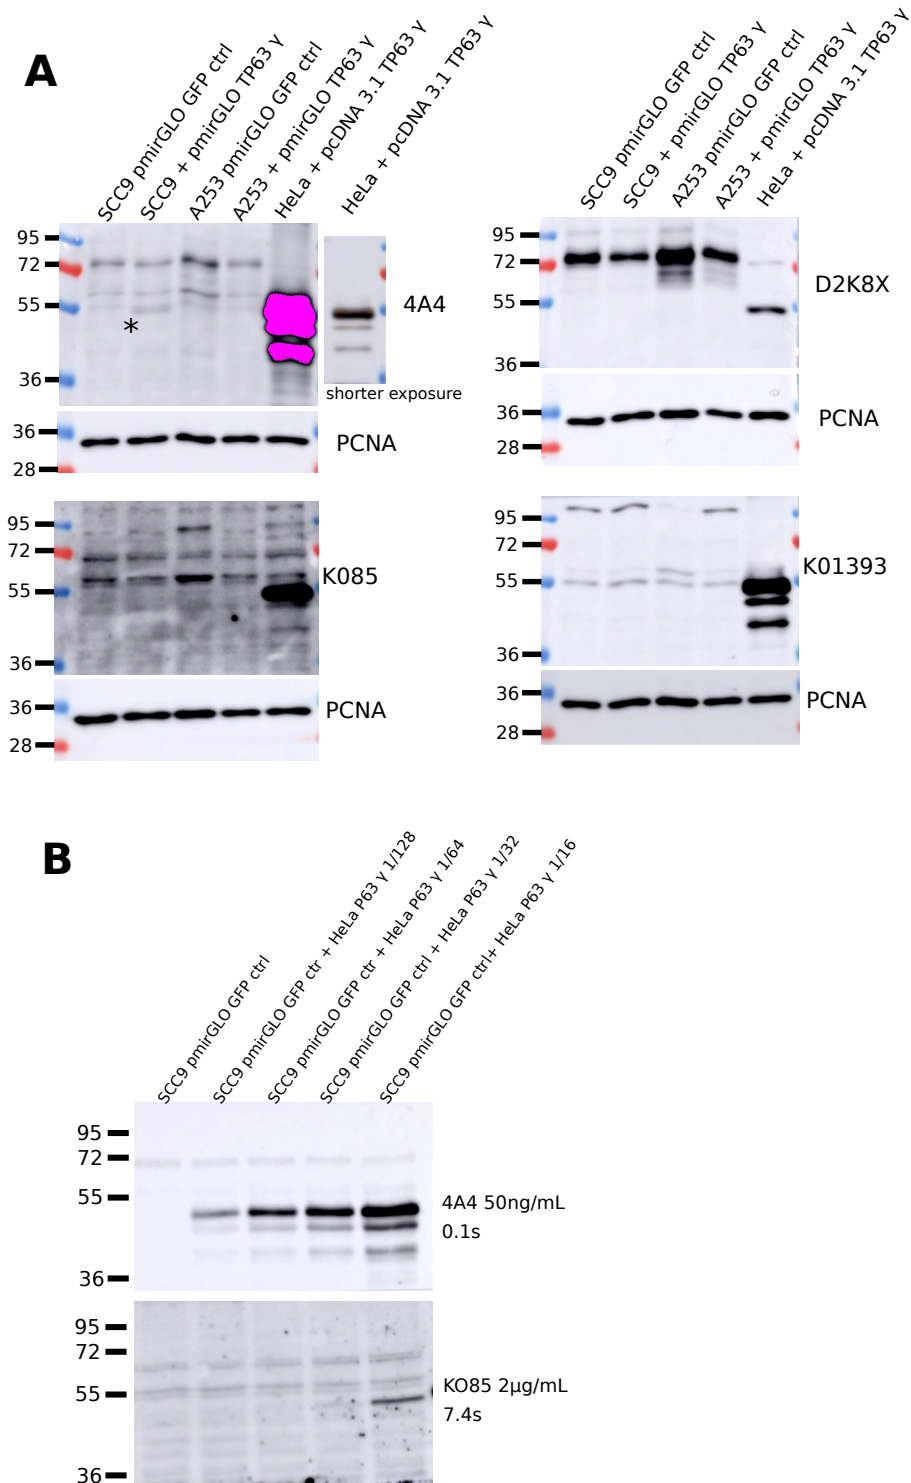 A
SCC9 pmirGLO GFP ctrl
SCC9 + pmirGLO TP63 γ
A253 pmirGLO GFP ctrl
A253 + pmirGLO TP63 γ
HeLa + pcDNA 3.1 TP63 γ
HeLa + pcDNA 3.1 TP63 γ
95
72
55
36
*
4A4
shorter exposure
36
28
PCNA
SCC9 pmirGLO GFP ctrl
SCC9 + pmirGLO TP63 γ
A253 pmirGLO GFP ctrl
A253 + pmirGLO TP63 γ
HeLa + pcDNA 3.1 TP63 γ
95
72
55
36
D2K8X
36
28
PCNA
95
72
55
36
K085
36
28
PCNA
95
72
55
36
K01393
36
28
PCNA
B
SCC9 pmirGLO GFP ctrl
SCC9 pmirGLO GFP ctr + HeLa P63 γ 1/128
SCC9 pmirGLO GFP ctr + HeLa P63 γ 1/64
SCC9 pmirGLO GFP ctrl + HeLa P63 γ 1/32
SCC9 pmirGLO GFP ctrl+ HeLa P63 γ 1/16
95
72
55
36
4A4 50ng/mL
0.1s
95
72
55
36
KO85 2µg/mL
7.4s